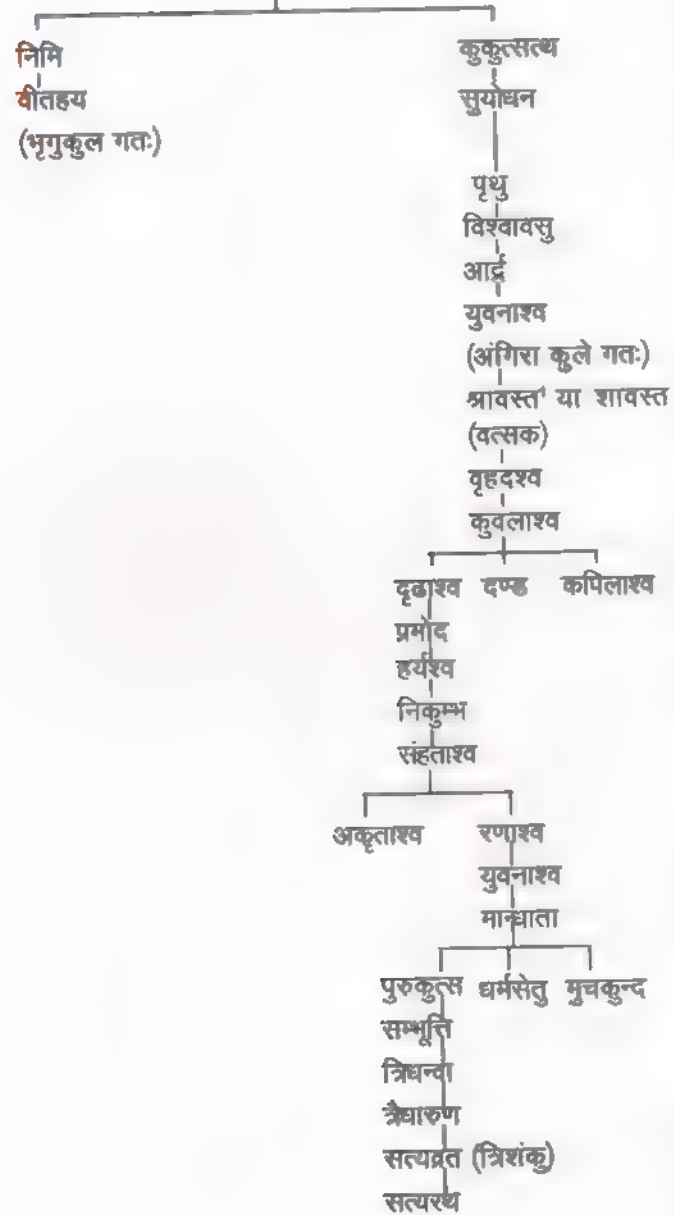 निमि कुकुत्सत्थ
वीतहय सुयोधन
(भृगुकुल गतः)
पृथु
विश्वावसु
आर्द्र
युवनाश्व
(अंगिरा कुले गतः)
श्रावस्त¹ या शावस्त
(वत्सक)
वृहदश्व
कुवलाश्व
दृढाश्व दण्ड कपिलाश्व
प्रमोद
हर्यश्व
निकुम्भ
संहताश्व
अकृताश्व रणाश्व
युवनाश्व
मान्धाता
पुरुकुत्स धर्मसेतु मुचकुन्द
सम्भूत्ति
त्रिधन्वा
त्रैधारुण
सत्यव्रत (त्रिशंकु)
सत्यरथ